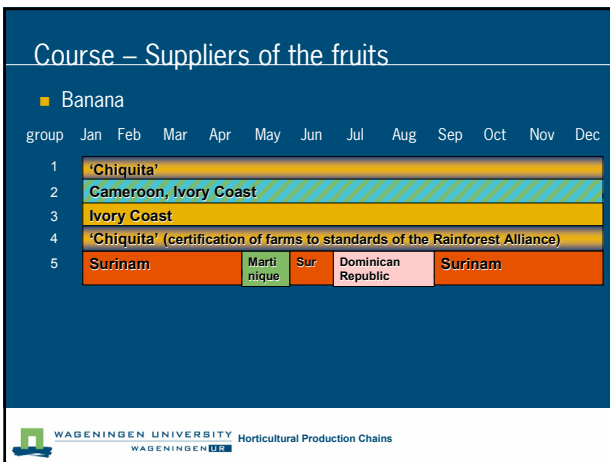 Course – Suppliers of the fruits
Banana
group Jan Feb Mar Apr May Jun Jul Aug Sep Oct Nov Dec
1 'Chiquita'
2 Cameroon, Ivory Coast
3 Ivory Coast
4 'Chiquita' (certification of farms to standards of the Rainforest Alliance)
5 Surinam Marti Sur Dominican Surinam
nique Republic
WAGENINGEN UNIVERSITY Horticultural Production Chains
WAGENINGEN UR